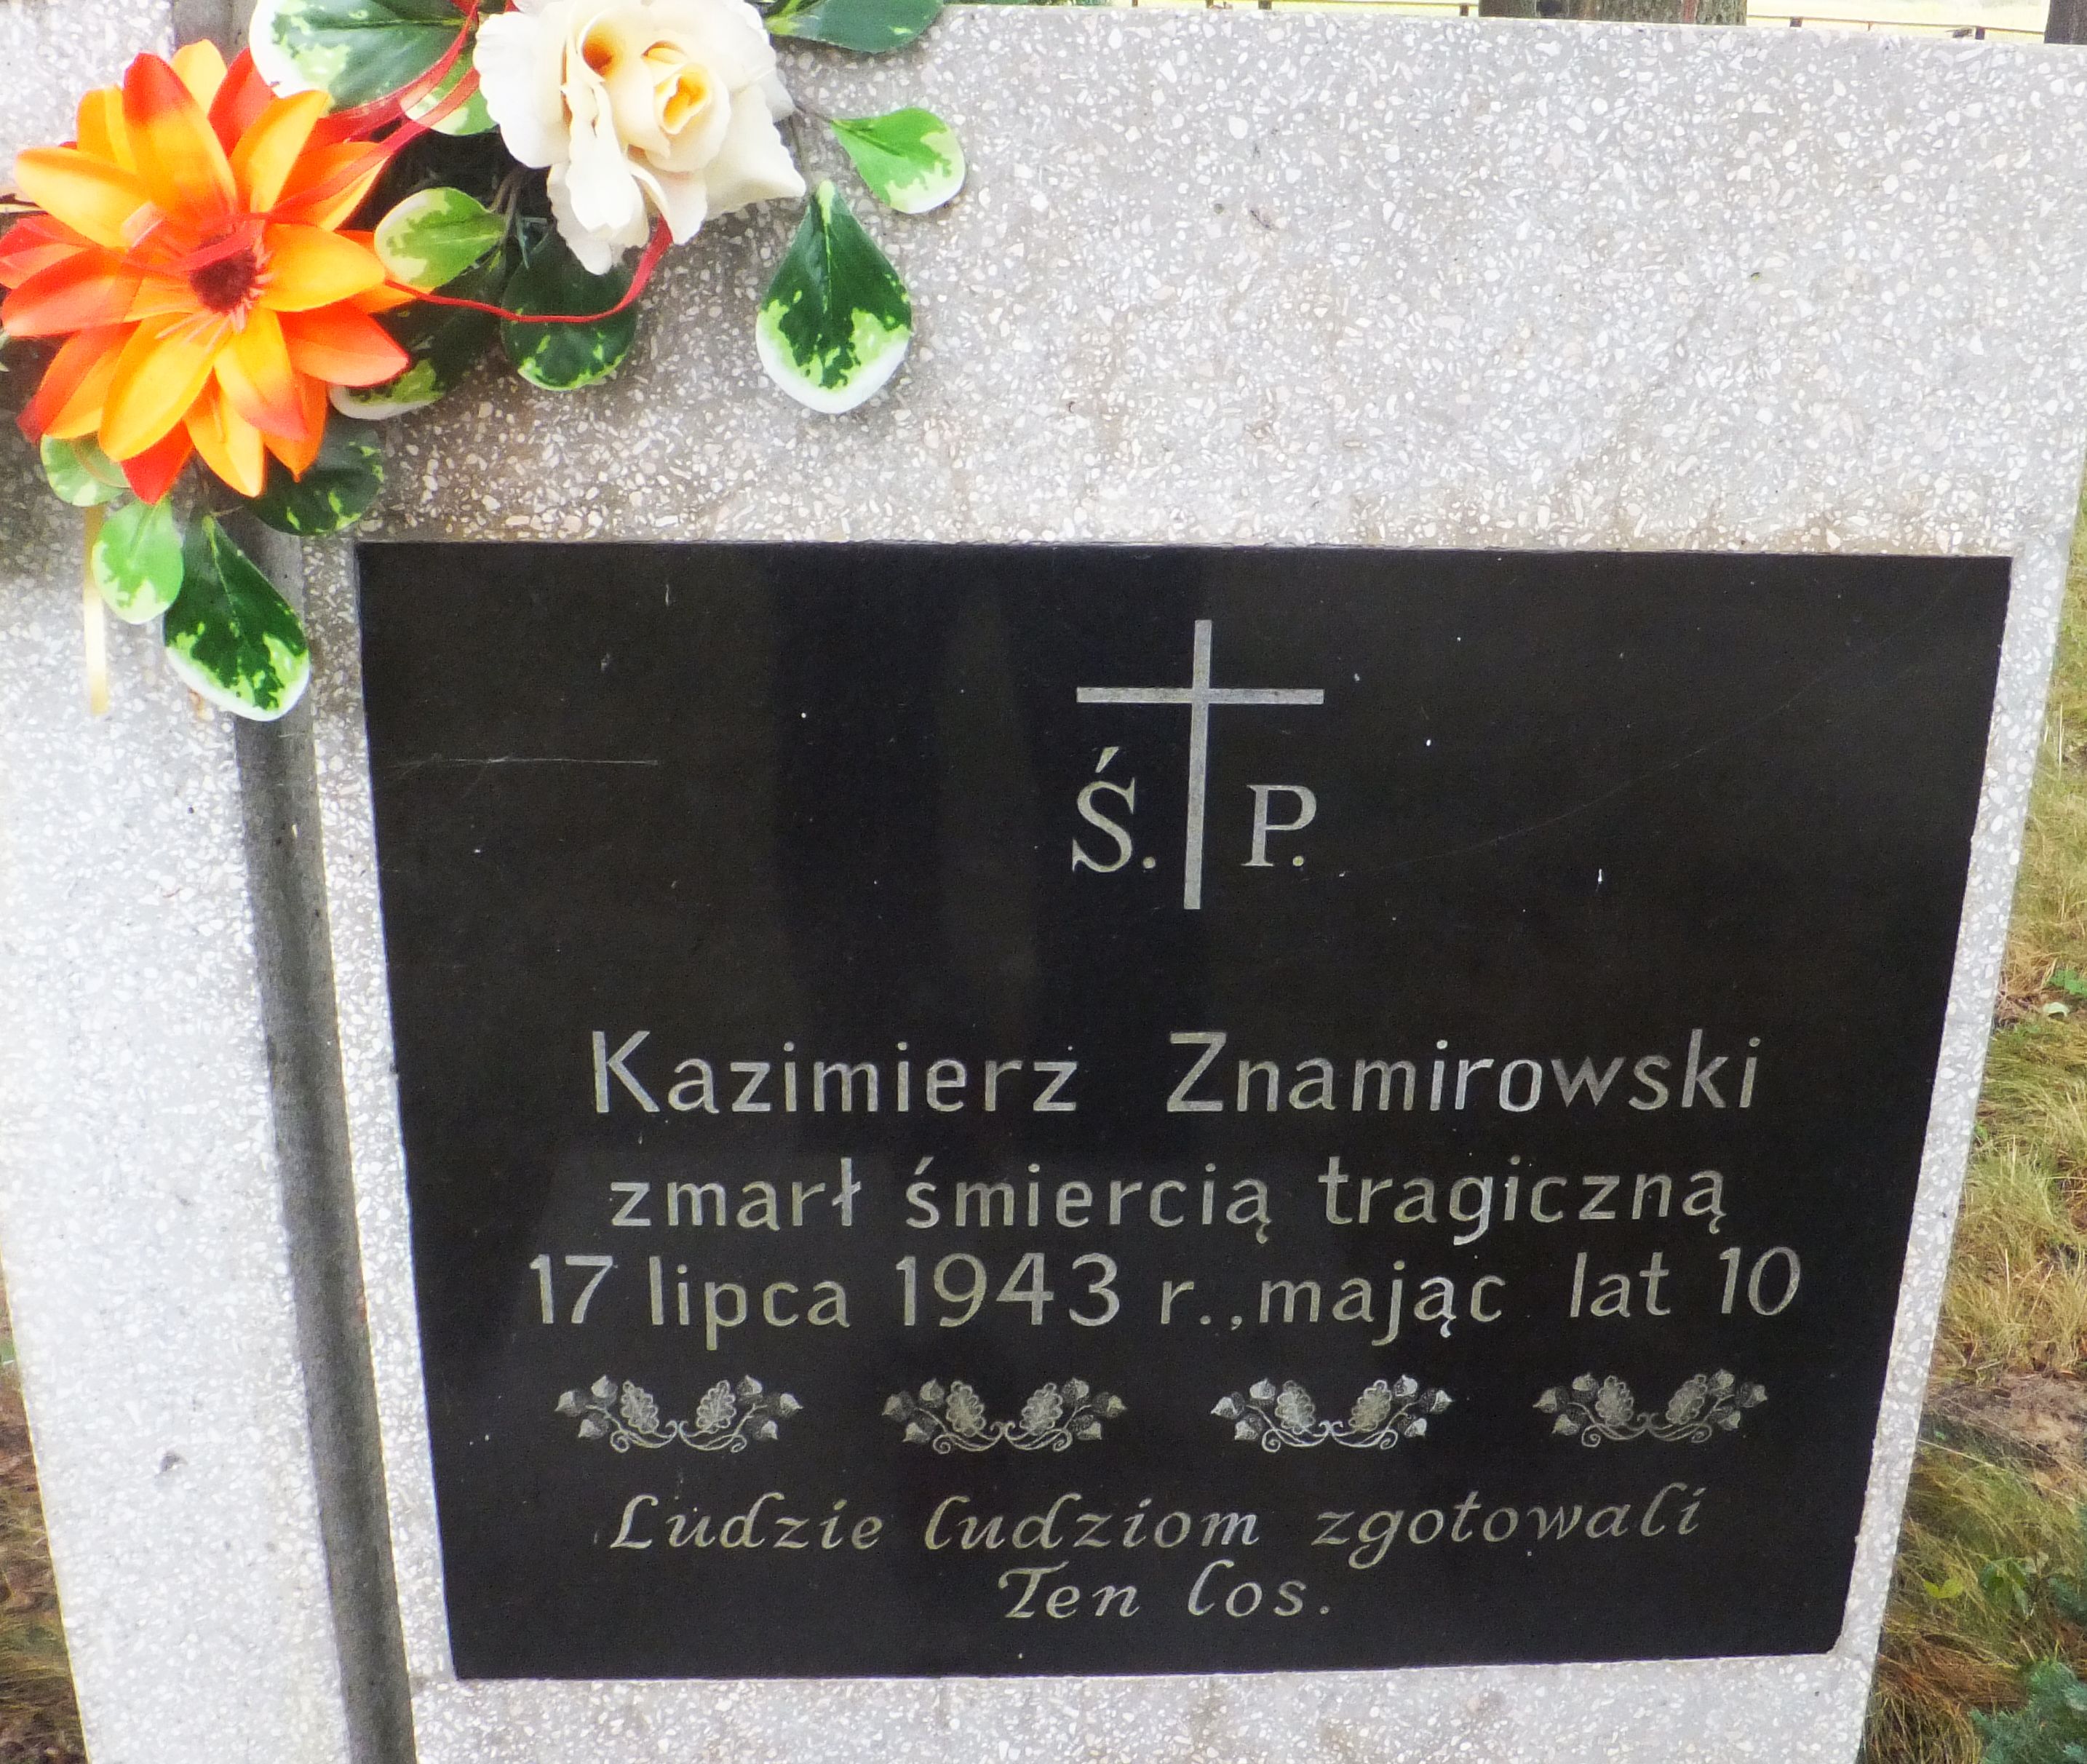 Ś. P.
Kazimierz Znamirowski
zmarł śmiercią tragiczną
17 lipca 1943 r., mając lat 10
Ludzie ludziom zgotowali
Ten los.